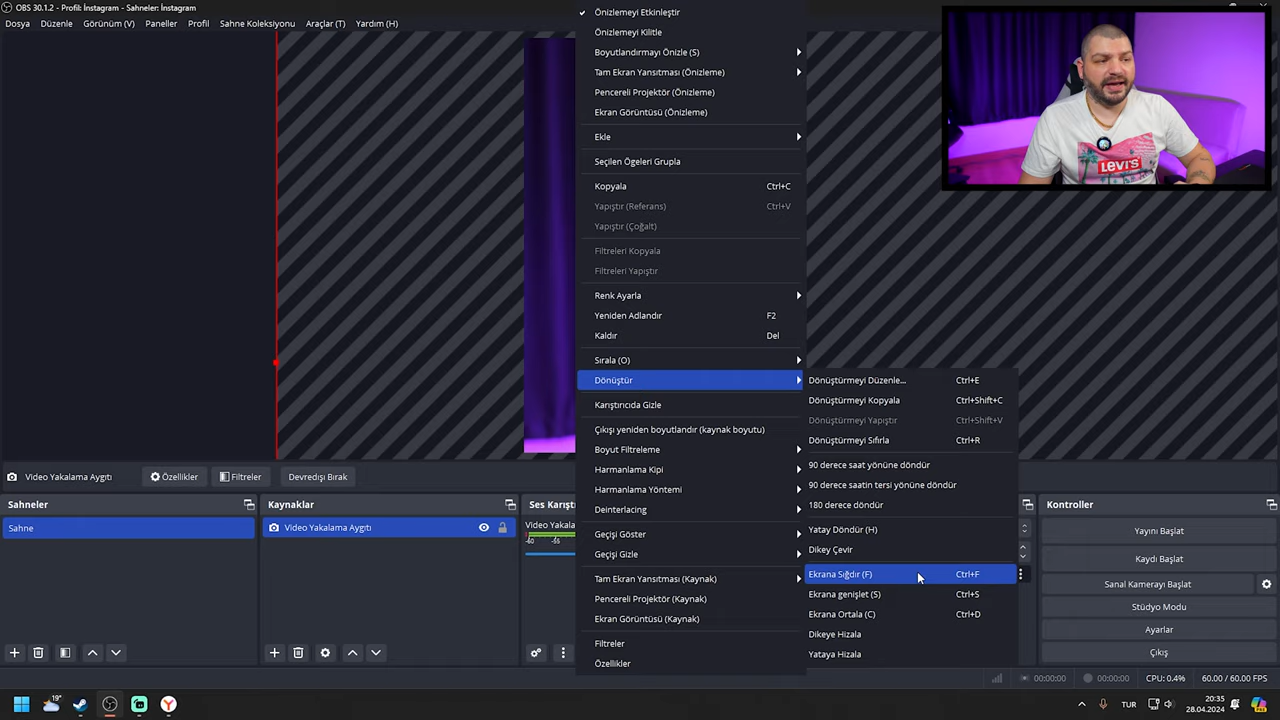 OBS 30.1.2 - Profil: İnstagram - Sahneler: İnstagram
Dosya Düzenle Görünüm (V) Paneller Profil Sahne Koleksiyonu Araçlar (T) Yardım (H)
Önizlemeyi Etkinleştir
Önizlemeyi Kilitle
Boyutlandırmayı Önizle (S)
Tam Ekran Yansıtması (Önizleme)
Pencereli Projektör (Önizleme)
Ekran Görüntüsü (Önizleme)
Ekle
Seçilen Ögeleri Grupla
Kopyala Ctrl+C
Yapıştır (Referans) Ctrl+V
Yapıştır (Çoğalt)
Filtreleri Kopyala
Filtreleri Yapıştır
Renk Ayarla
Yeniden Adlandır F2
Kaldır Del
Sırala (O)
Dönüştür
Karıştırıcıda Gizle
Çıkışı yeniden boyutlandır (kaynak boyutu)
Boyut Filtreleme
Harmanlama Kipi
Harmanlama Yöntemi
Deinterlacing
Geçişi Göster
Geçişi Gizle
Tam Ekran Yansıtması (Kaynak)
Pencereli Projektör (Kaynak)
Ekran Görüntüsü (Kaynak)
Filtreler
Özellikler
Dönüştürmeyi Düzenle... Ctrl+E
Dönüştürmeyi Kopyala Ctrl+Shift+C
Dönüştürmeyi Yapıştır Ctrl+Shift+V
Dönüştürmeyi Sıfırla Ctrl+R
90 derece saat yönüne döndür
90 derece saatin tersi yönüne döndür
180 derece döndür
Yatay Döndür (H)
Dikey Çevir
Ekrana Sığdır (F) Ctrl+F
Ekrana genişlet (S) Ctrl+S
Ekrana Ortala (C) Ctrl+D
Dikeye Hizala
Yataya Hizala
LEVI'S
Video Yakalama Aygıtı Özellikler Filtreler Devredışı Bırak
Sahneler
Sahne
Kaynaklar
Video Yakalama Aygıtı
Ses Karıştı
Video Yakala
-60 -55
Kontroller
Yayını Başlat
Kaydı Başlat
Sanal Kamerayı Başlat
Stüdyo Modu
Ayarlar
Çıkış
00:00:00 00:00:00 CPU: 0.4% 60.00 / 60.00 FPS
19°
TUR
20:35
28.04.2024